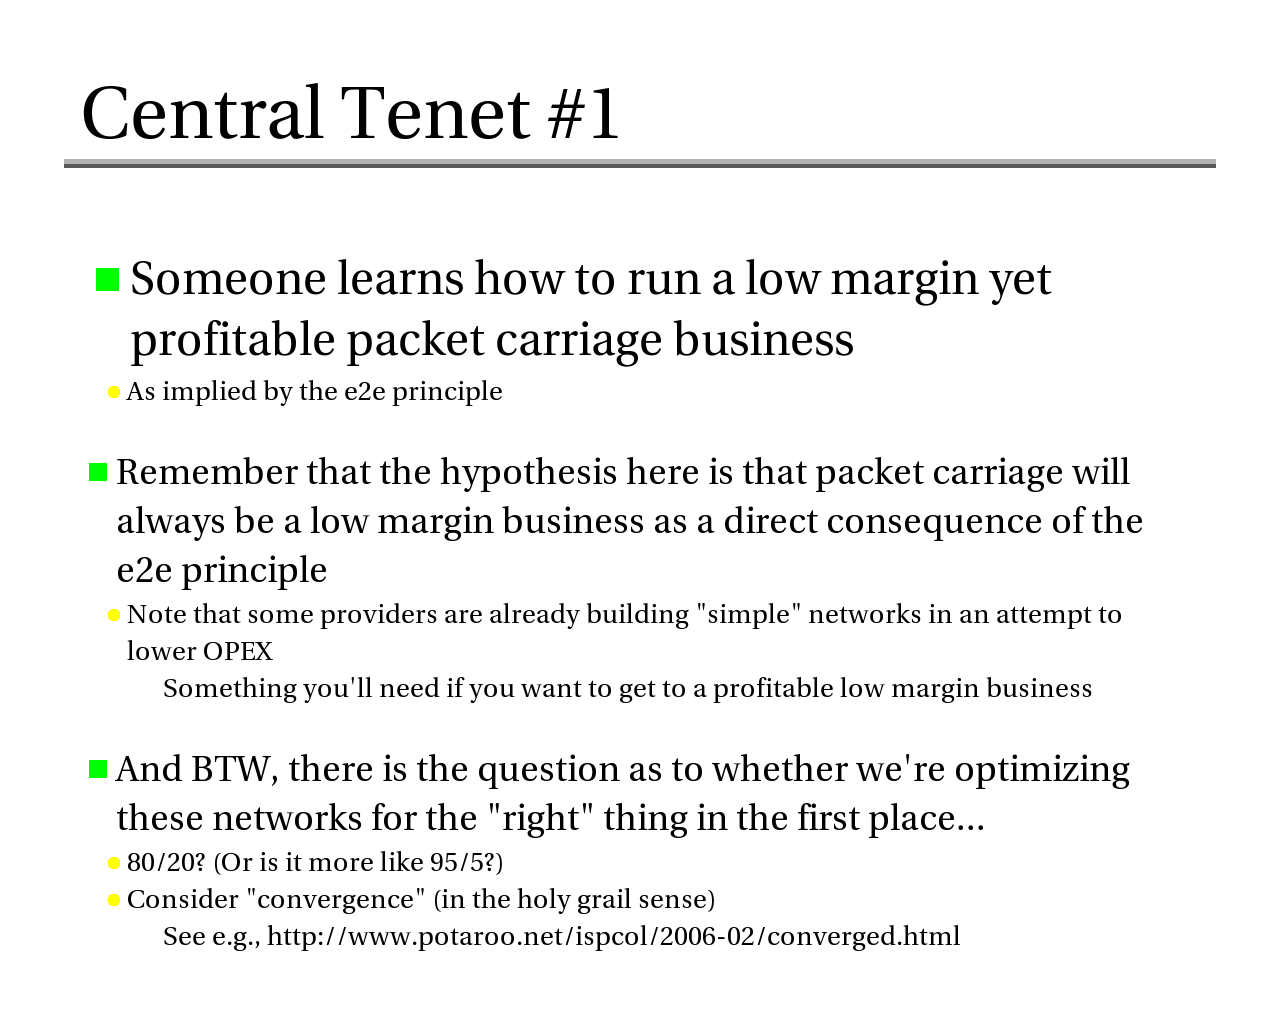 Central Tenet #1
Someone learns how to run a low margin yet
profitable packet carriage business
As implied by the e2e principle
Remember that the hypothesis here is that packet carriage will
always be a low margin business as a direct consequence of the
e2e principle
Note that some providers are already building "simple" networks in an attempt to
lower OPEX
Something you'll need if you want to get to a profitable low margin business
And BTW, there is the question as to whether we're optimizing
these networks for the "right" thing in the first place...
80/20? (Or is it more like 95/5?)
Consider "convergence" (in the holy grail sense)
See e.g., http://www.potaroo.net/ispcol/2006-02/converged.html